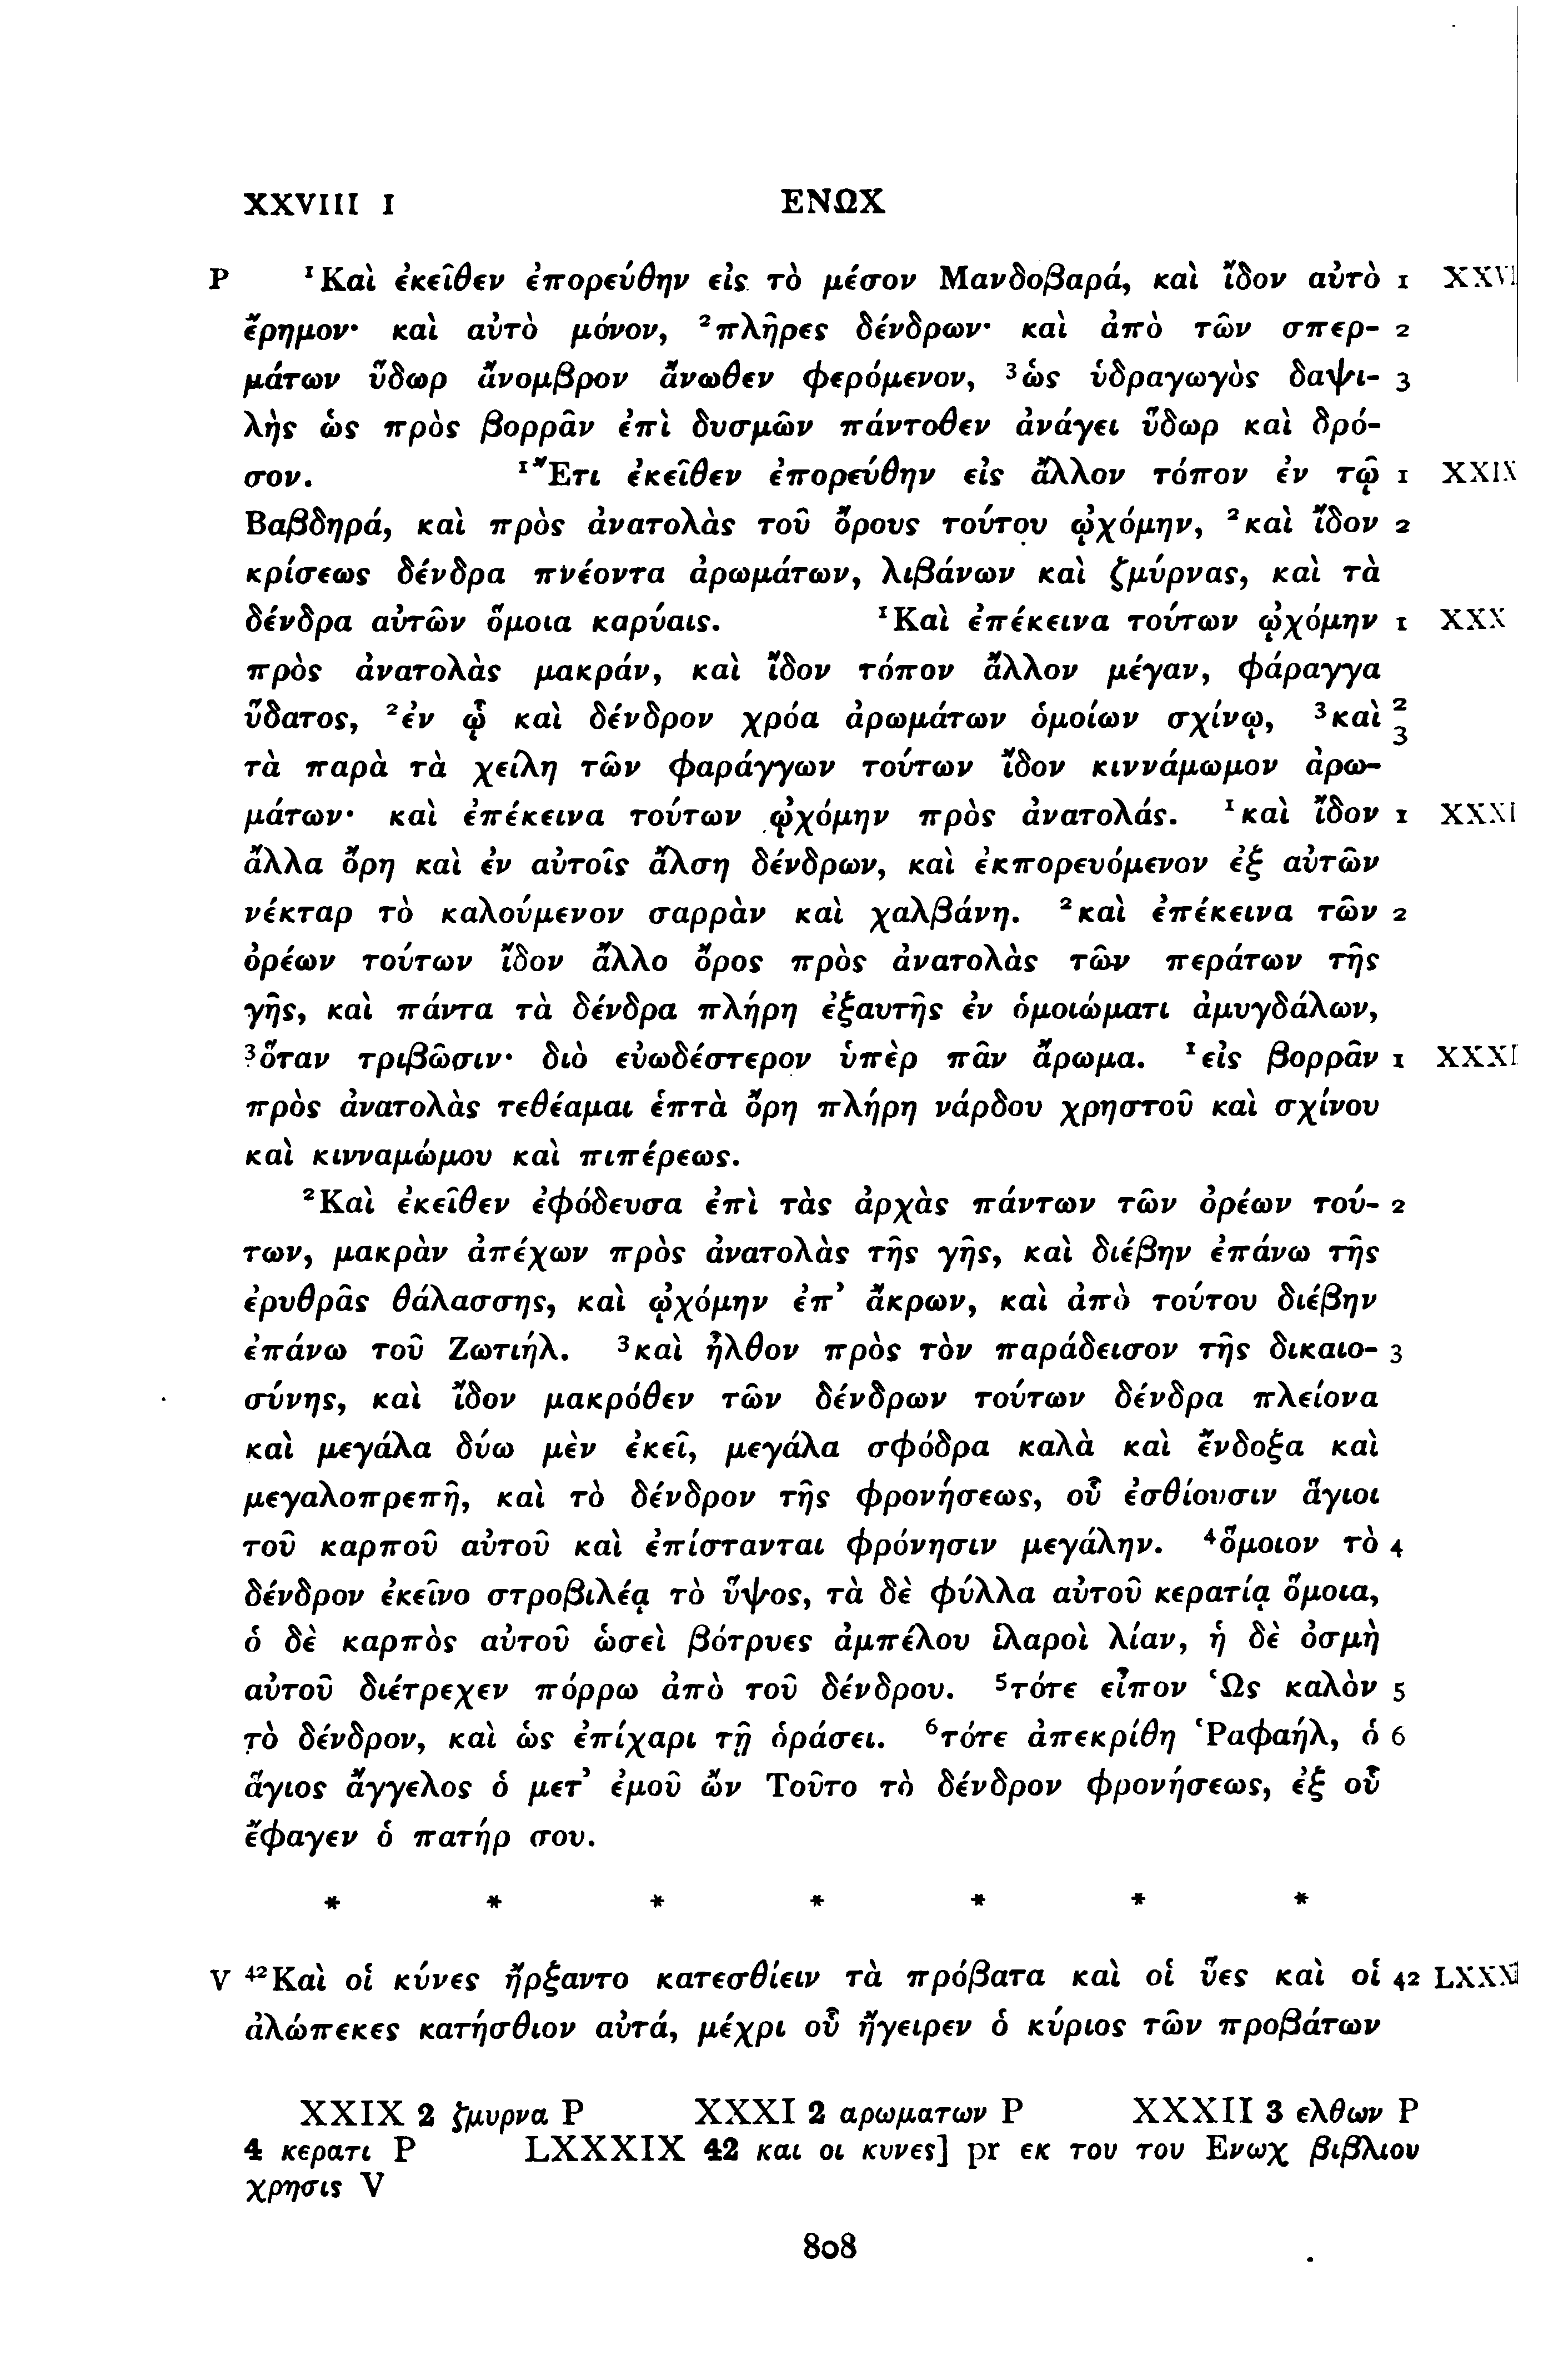 XXVIII 1 ΕΝΩΧ
P ¹Καὶ ἐκεῖθεν ἐπορεύθην εἰς τὸ μέσον Μανδοβαρά, καὶ ἴδον αὐτὸ 1
ἔρημον· καὶ αὐτὸ μόνον, ²πλῆρες δένδρων· καὶ ἀπὸ τῶν σπερ- 2
μάτων ὕδωρ ἄνομβρον ἄνωθεν φερόμενον, ³ὡς ὑδραγωγὸς δαψι- 3
λὴς ὡς πρὸς βορρᾶν ἐπὶ δυσμῶν πάντοθεν ἀνάγει ὕδωρ καὶ δρό-
σον. ¹Ἔτι ἐκεῖθεν ἐπορεύθην εἰς ἄλλον τόπον ἐν τῷ 1 XXIX
Βαβδηρά, καὶ πρὸς ἀνατολὰς τοῦ ὄρους τούτου ᾠχόμην, ²καὶ ἴδον 2
κρίσεως δένδρα πνέοντα ἀρωμάτων, λιβάνων καὶ ζμύρνας, καὶ τὰ
δένδρα αὐτῶν ὅμοια καρύαις. ¹Καὶ ἐπέκεινα τούτων ᾠχόμην 1 XXX
πρὸς ἀνατολὰς μακράν, καὶ ἴδον τόπον ἄλλον μέγαν, φάραγγα
ὕδατος, ²ἐν ᾧ καὶ δένδρον χρόα ἀρωμάτων ὁμοίων σχίνῳ, ³καὶ 2 3
τὰ παρὰ τὰ χείλη τῶν φαράγγων τούτων ἴδον κιννάμωμον ἀρω-
μάτων· καὶ ἐπέκεινα τούτων ᾠχόμην πρὸς ἀνατολάς. ¹καὶ ἴδον 1 XXXI
ἄλλα ὄρη καὶ ἐν αὐτοῖς ἄλση δένδρων, καὶ ἐκπορευόμενον ἐξ αὐτῶν
νέκταρ τὸ καλούμενον σαρρὰν καὶ χαλβάνη. ²καὶ ἐπέκεινα τῶν 2
ὀρέων τούτων ἴδον ἄλλο ὄρος πρὸς ἀνατολὰς τῶν περάτων τῆς
γῆς, καὶ πάντα τὰ δένδρα πλήρη ἐξαυτῆς ἐν ὁμοιώματι ἀμυγδάλων,
³ὅταν τριβῶσιν· διὸ εὐωδέστερον ὑπὲρ πᾶν ἄρωμα. ¹εἰς βορρᾶν 1
πρὸς ἀνατολὰς τεθέαμαι ἑπτὰ ὄρη πλήρη νάρδου χρηστοῦ καὶ σχίνου
καὶ κινναμώμου καὶ πιπέρεως.
²Καὶ ἐκεῖθεν ἐφόδευσα ἐπὶ τὰς ἀρχὰς πάντων τῶν ὀρέων τού- 2
των, μακρὰν ἀπέχων πρὸς ἀνατολὰς τῆς γῆς, καὶ διέβην ἐπάνω τῆς
ἐρυθρᾶς θάλασσης, καὶ ᾠχόμην ἐπ’ ἄκρων, καὶ ἀπὸ τούτου διέβην
ἐπάνω τοῦ Ζωτιήλ. ³καὶ ἦλθον πρὸς τὸν παράδεισον τῆς δικαιο- 3
σύνης, καὶ ἴδον μακρόθεν τῶν δένδρων τούτων δένδρα πλείονα
καὶ μεγάλα δύω μὲν ἐκεῖ, μεγάλα σφόδρα καλὰ καὶ ἔνδοξα καὶ
μεγαλοπρεπῆ, καὶ τὸ δένδρον τῆς φρονήσεως, οὗ ἐσθίουσιν ἅγιοι
τοῦ καρποῦ αὐτοῦ καὶ ἐπίστανται φρόνησιν μεγάλην. ⁴ὅμοιον τὸ 4
δένδρον ἐκεῖνο στροβιλέᾳ τὸ ὕψος, τὰ δὲ φύλλα αὐτοῦ κερατίᾳ ὅμοια,
ὁ δὲ καρπὸς αὐτοῦ ὡσεὶ βότρυες ἀμπέλου ἱλαροὶ λίαν, ἡ δὲ ὀσμὴ
αὐτοῦ διέτρεχεν πόρρω ἀπὸ τοῦ δένδρου. ⁵τότε εἶπον Ὡς καλὸν 5
τὸ δένδρον, καὶ ὡς ἐπίχαρι τῇ ὁράσει. ⁶τότε ἀπεκρίθη Ῥαφαήλ, ὁ 6
ἅγιος ἄγγελος ὁ μετ’ ἐμοῦ ὤν Τοῦτο τὸ δένδρον φρονήσεως, ἐξ οὗ
ἔφαγεν ὁ πατήρ σου.
* * * * * * *
V ⁴²Καὶ οἱ κύνες ἤρξαντο κατεσθίειν τὰ πρόβατα καὶ οἱ ὕες καὶ οἱ 42
ἀλώπεκες κατήσθιον αὐτά, μέχρι οὗ ἤγειρεν ὁ κύριος τῶν προβάτων
XXIX 2 ζμυρνα P XXXI 2 αρωματων P XXXII 3 ελθων P
4 κερατι P LXXXIX 42 και οι κυνες] pr εκ του του Ενωχ βιβλιου
χρησις V
808